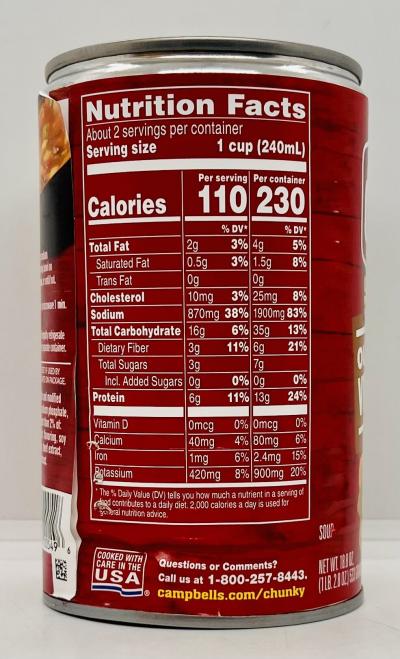 Nutrition Facts
About 2 servings per container
Serving size 1 cup (240mL)
Per serving Per container
Calories 110 230
% DV* % DV*
Total Fat 2g 3% 4g 5%
Saturated Fat 0.5g 3% 1.5g 8%
Trans Fat 0g 0g
Cholesterol 10mg 3% 25mg 8%
Sodium 870mg 38% 1900mg 83%
Total Carbohydrate 16g 6% 35g 13%
Dietary Fiber 3g 11% 6g 21%
Total Sugars 3g 7g
Incl. Added Sugars 0g 0% 0g 0%
Protein 6g 11% 13g 24%
Vitamin D 0mcg 0% 0mcg 0%
Calcium 40mg 4% 80mg 6%
Iron 1mg 6% 2.4mg 15%
Potassium 420mg 8% 900mg 20%
* The % Daily Value (DV) tells you how much a nutrient in a serving of
food contributes to a daily diet. 2,000 calories a day is used for
general nutrition advice.
COOKED WITH
CARE IN THE
USA
®
Questions or Comments?
Call us at 1-800-257-8443.
campbells.com/chunky
SOUP
NET WT.